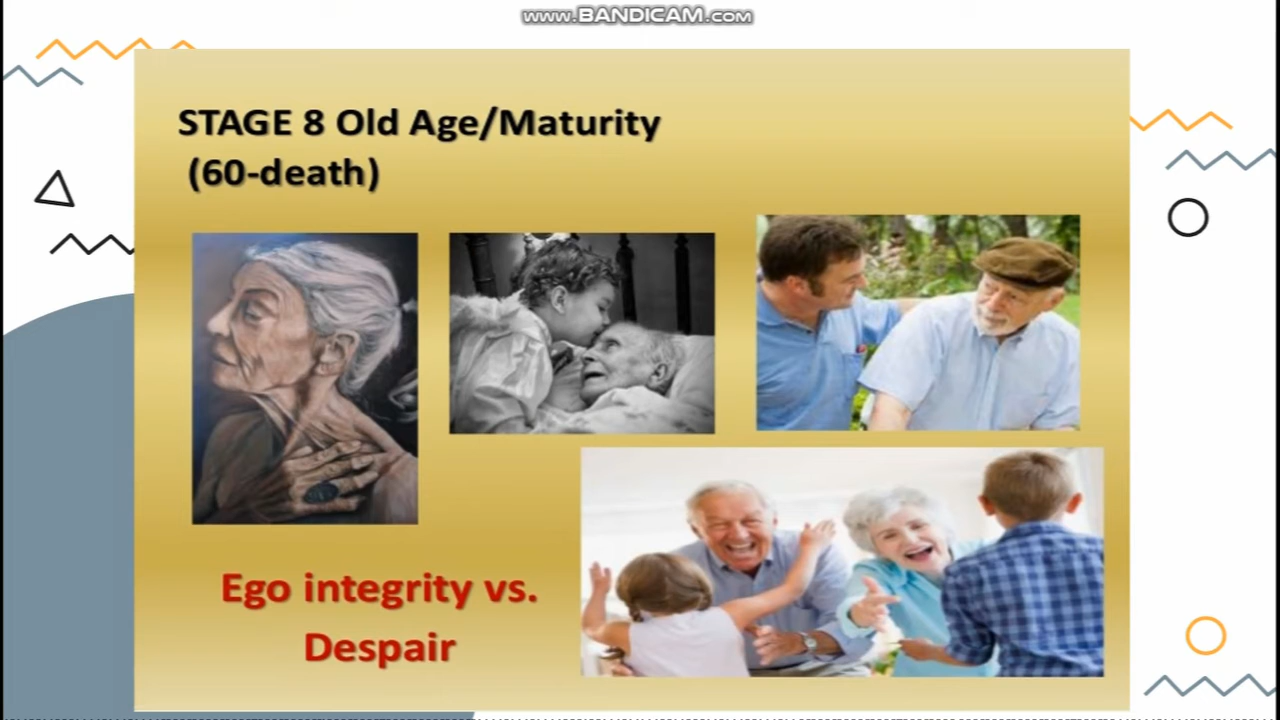 www.BANDICAM.com
STAGE 8 Old Age/Maturity
(60-death)
Ego integrity vs.
Despair